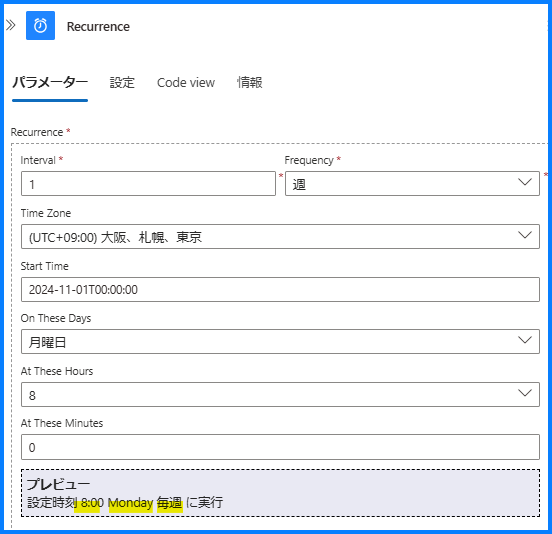 Recurrence
パラメーター 設定 Code view 情報
Recurrence *
Interval * Frequency *
1 * 週 *
Time Zone
(UTC+09:00) 大阪、札幌、東京
Start Time
2024-11-01T00:00:00
On These Days
月曜日
At These Hours
8
At These Minutes
0
プレビュー
設定時刻 8:00 Monday 毎週 に実行